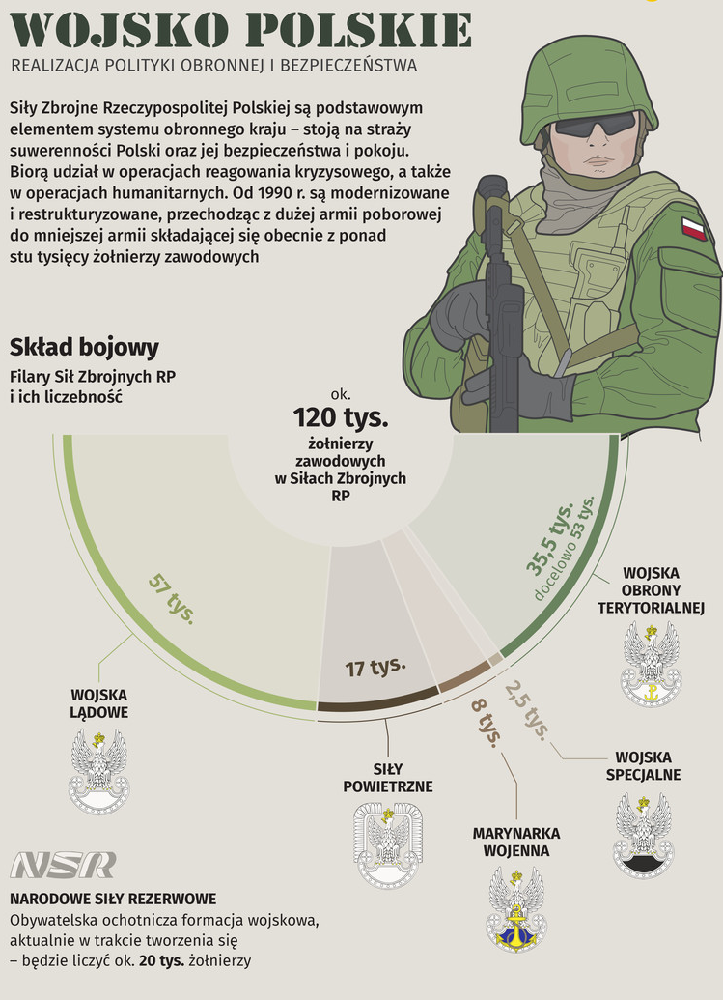 WOJSKO POLSKIE
REALIZACJA POLITYKI OBRONNEJ I BEZPIECZEŃSTWA
Siły Zbrojne Rzeczypospolitej Polskiej są podstawowym
elementem systemu obronnego kraju – stoją na straży
suwerenności Polski oraz jej bezpieczeństwa i pokoju.
Biorą udział w operacjach reagowania kryzysowego, a także
w operacjach humanitarnych. Od 1990 r. są modernizowane
i restrukturyzowane, przechodząc z dużej armii poborowej
do mniejszej armii składającej się obecnie z ponad
stu tysięcy żołnierzy zawodowych
Skład bojowy
Filary Sił Zbrojnych RP
i ich liczebność
ok.
120 tys.
żołnierzy
zawodowych
w Siłach Zbrojnych
RP
57 tys.
WOJSKA
LĄDOWE
17 tys.
SIŁY
POWIETRZNE
8 tys.
MARYNARKA
WOJENNA
2,5 tys.
WOJSKA
SPECJALNE
35,5 tys.
docelowo 53 tys.
WOJSKA
OBRONY
TERYTORIALNEJ
NSR
NARODOWE SIŁY REZERWOWE
Obywatelska ochotnicza formacja wojskowa,
aktualnie w trakcie tworzenia się
– będzie liczyć ok. 20 tys. żołnierzy